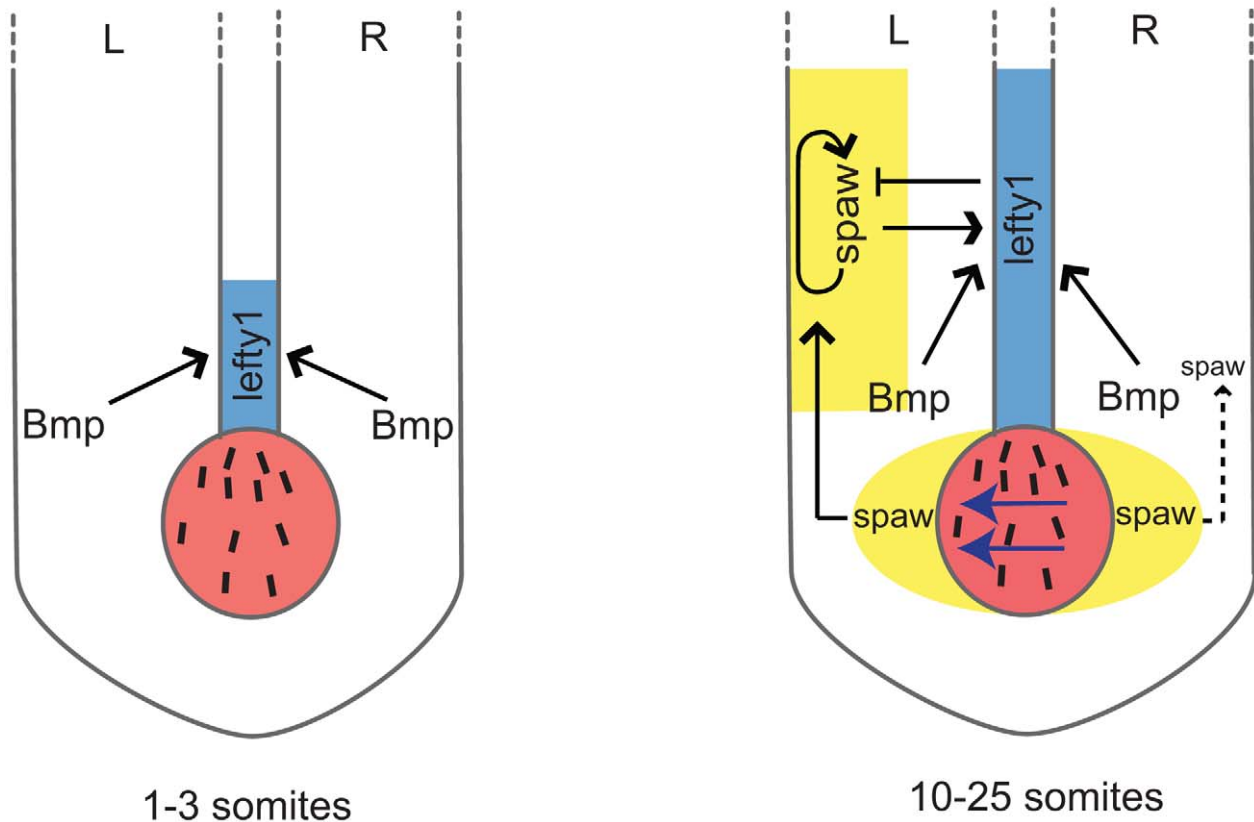 L
R
lefty1
Bmp
Bmp
1-3 somites
L
R
spaw
lefty1
spaw
Bmp
Bmp
spaw
spaw
10-25 somites